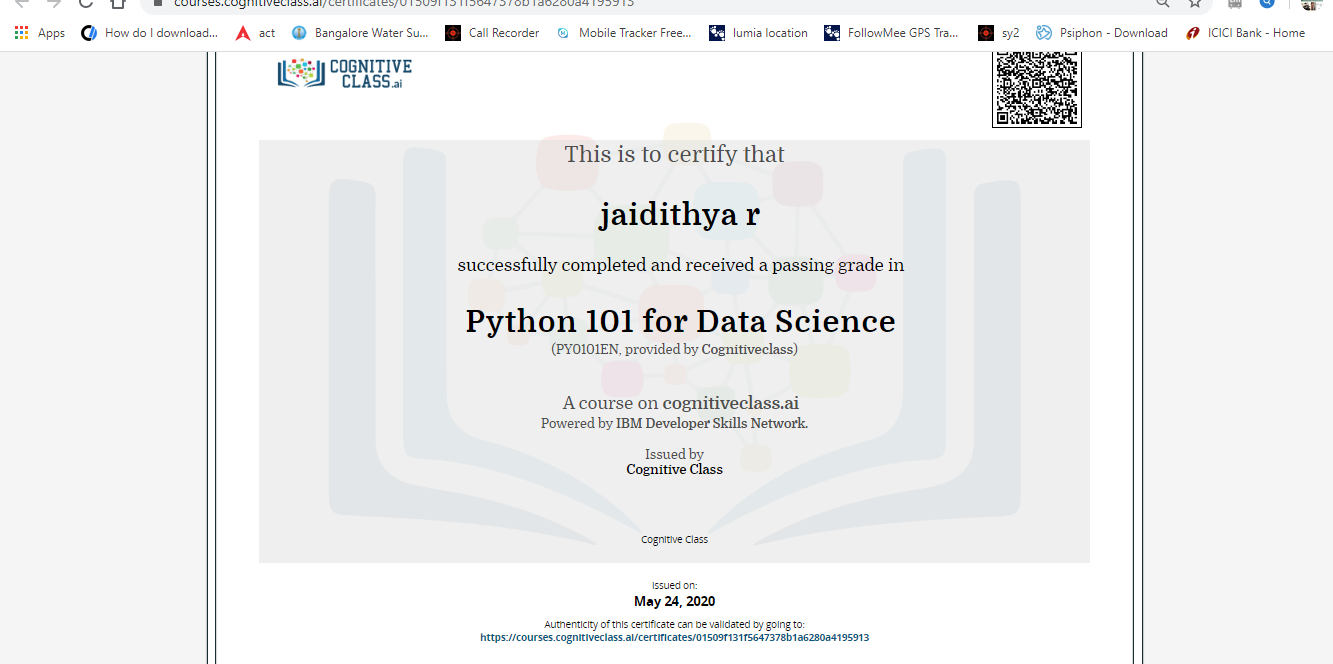 courses.cognitiveclass.ai/certificates/01509f131f5647378b1a6280a4195913
Apps How do I download... act Bangalore Water Su... Call Recorder Mobile Tracker Free... lumia location FollowMee GPS Tra... sy2 Psiphon - Download ICICI Bank - Home
COGNITIVE
CLASS.ai
This is to certify that
jaidithya r
successfully completed and received a passing grade in
Python 101 for Data Science
(PY0101EN, provided by Cognitiveclass)
A course on cognitiveclass.ai
Powered by IBM Developer Skills Network.
Issued by
Cognitive Class
Cognitive Class
Issued on:
May 24, 2020
Authenticity of this certificate can be validated by going to:
https://courses.cognitiveclass.ai/certificates/01509f131f5647378b1a6280a4195913